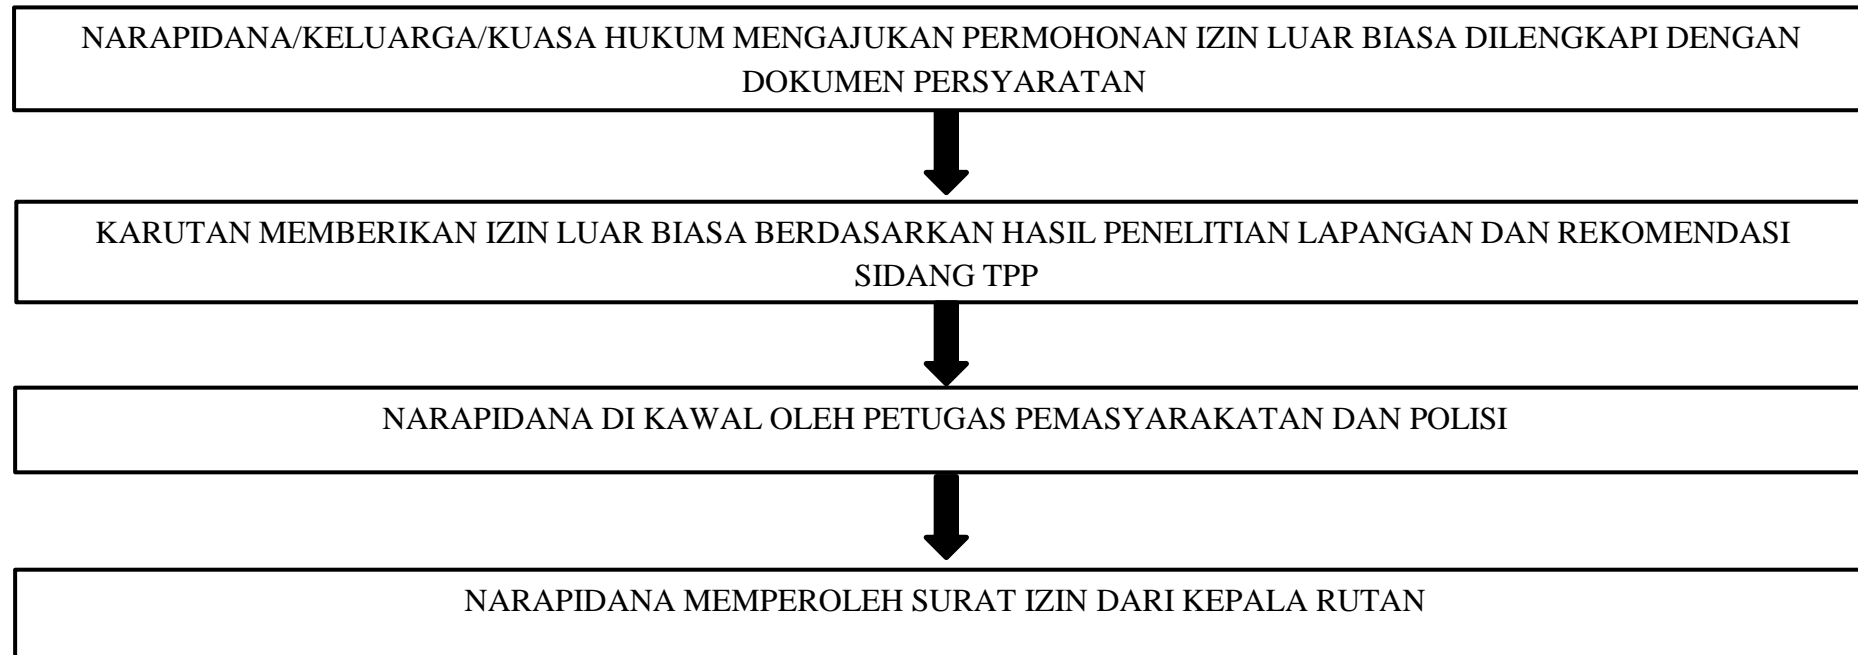 NARAPIDANA/KELUARGA/KUASA HUKUM MENGAJUKAN PERMOHONAN IZIN LUAR BIASA DILENGKAPI DENGAN
DOKUMEN PERSYARATAN
KARUTAN MEMBERIKAN IZIN LUAR BIASA BERDASARKAN HASIL PENELITIAN LAPANGAN DAN REKOMENDASI
SIDANG TPP
NARAPIDANA DI KAWAL OLEH PETUGAS PEMASYARAKATAN DAN POLISI
NARAPIDANA MEMPEROLEH SURAT IZIN DARI KEPALA RUTAN